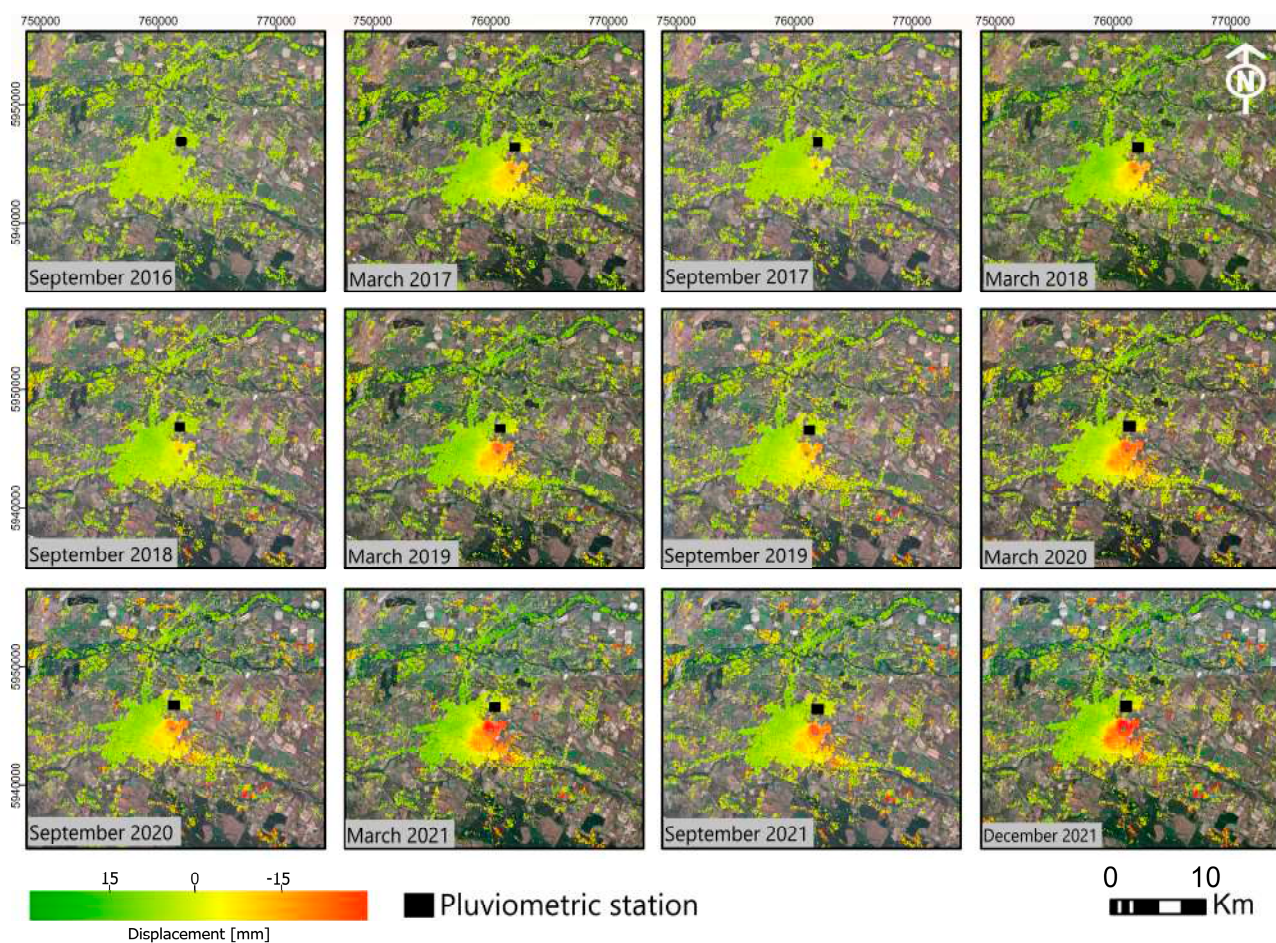 750000 760000 770000 750000 760000 770000 750000 760000 770000 750000 760000 770000
5950000
5940000
N
September 2016
March 2017
September 2017
March 2018
5950000
5940000
September 2018
March 2019
September 2019
March 2020
5950000
5940000
September 2020
March 2021
September 2021
December 2021
15 0 -15
Displacement [mm]
Pluviometric station
0 10
Km